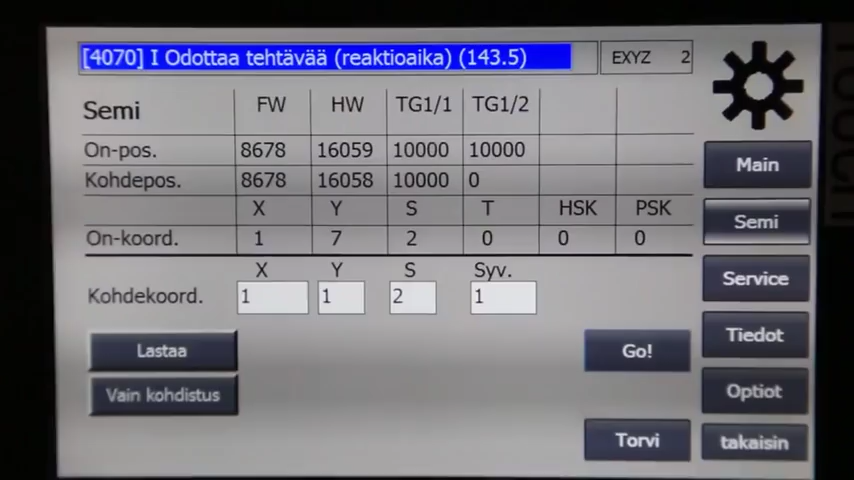 [4070] I Odottaa tehtävää (reaktioaika) (143.5) EXYZ 2
Semi FW HW TG1/1 TG1/2
On-pos. 8678 16059 10000 10000
Kohdepos. 8678 16058 10000 0
X Y S T HSK PSK
On-koord. 1 7 2 0 0 0
X Y S Syv.
Kohdekoord. 1 1 2 1
Lastaa
Go!
Vain kohdistus
Torvi
Main
Semi
Service
Tiedot
Optiot
takaisin